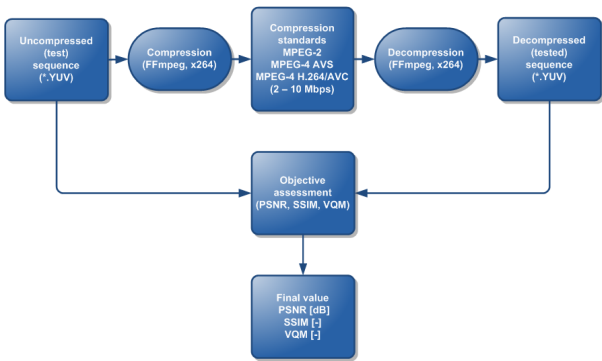 Uncompressed
(test)
sequence
(*.YUV)
Compression
(FFmpeg, x264)
Compression
standards
MPEG-2
MPEG-4 AVS
MPEG-4 H.264/AVC
(2 – 10 Mbps)
Decompression
(FFmpeg, x264)
Decompressed
(tested)
sequence
(*.YUV)
Objective
assessment
(PSNR, SSIM, VQM)
Final value
PSNR [dB]
SSIM [-]
VQM [-]